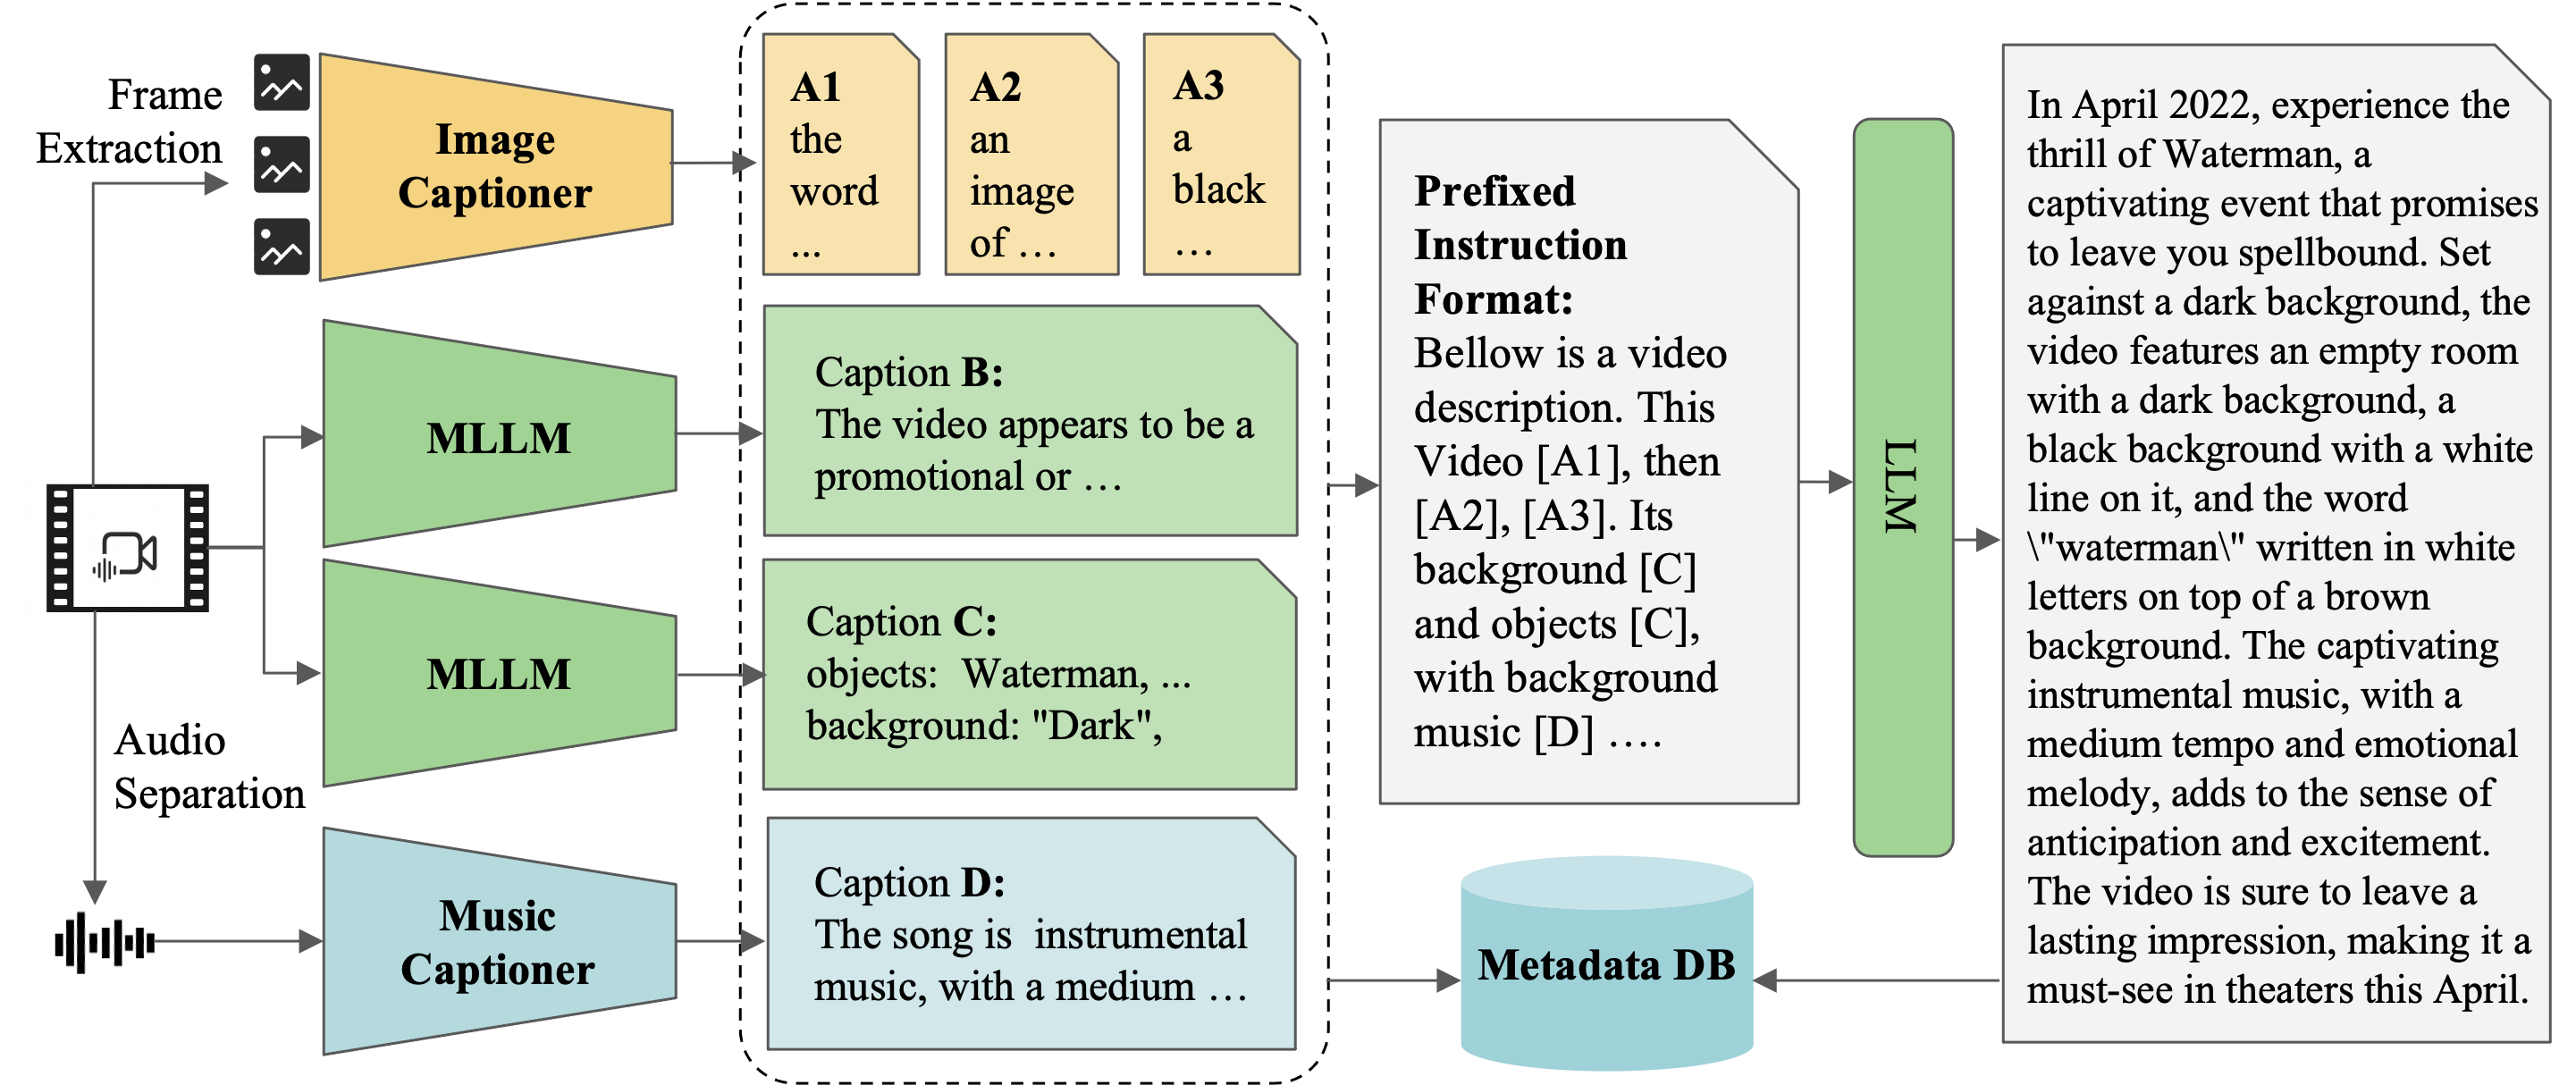 Frame
Extraction
Image
Captioner
A1
the
word
...
A2
an
image
of …
A3
a
black
…
MLLM
Caption B:
The video appears to be a
promotional or …
MLLM
Caption C:
objects:  Waterman, ...
background: "Dark",
Audio
Separation
Music
Captioner
Caption D:
The song is  instrumental
music, with a medium …
Prefixed
Instruction
Format:
Bellow is a video
description. This
Video [A1], then
[A2], [A3]. Its
background [C]
and objects [C],
with background
music [D] ….
LLM
Metadata DB
In April 2022, experience the
thrill of Waterman, a
captivating event that promises
to leave you spellbound. Set
against a dark background, the
video features an empty room
with a dark background, a
black background with a white
line on it, and the word
\"waterman\" written in white
letters on top of a brown
background. The captivating
instrumental music, with a
medium tempo and emotional
melody, adds to the sense of
anticipation and excitement.
The video is sure to leave a
lasting impression, making it a
must-see in theaters this April.